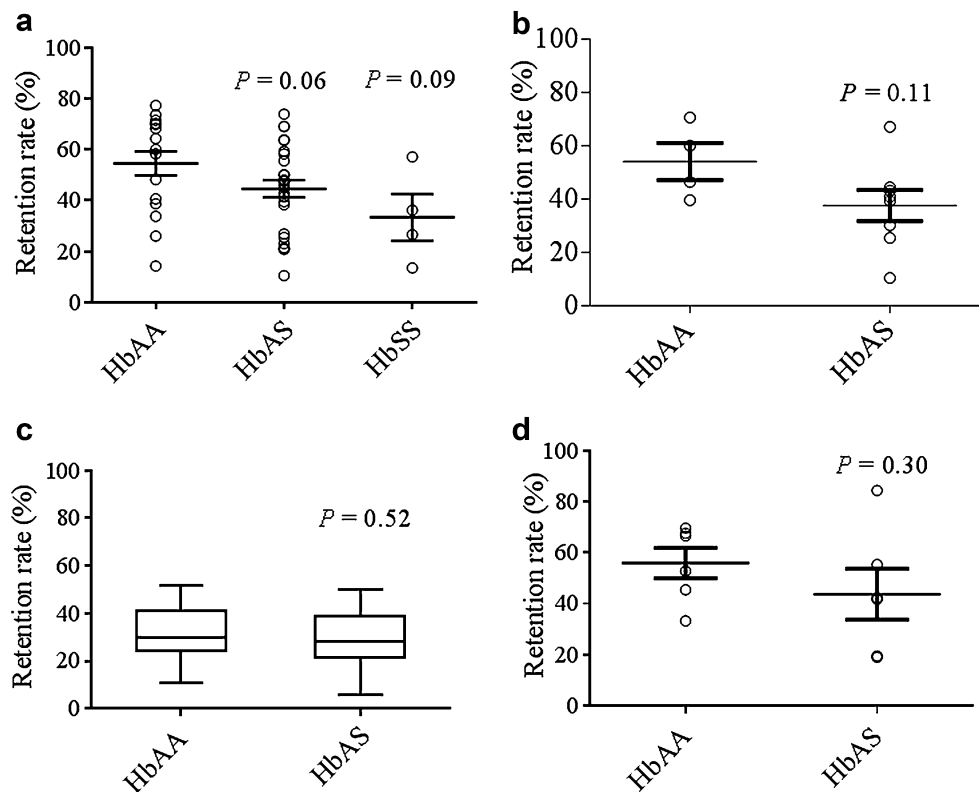 a
100
80
60
40
20
0
Retention rate (%)
P = 0.06
P = 0.09
HbAA
HbAS
HbSS
b
100
80
60
40
20
0
Retention rate (%)
P = 0.11
HbAA
HbAS
c
100
80
60
40
20
0
Retention rate (%)
P = 0.52
HbAA
HbAS
d
100
80
60
40
20
0
Retention rate (%)
P = 0.30
HbAA
HbAS